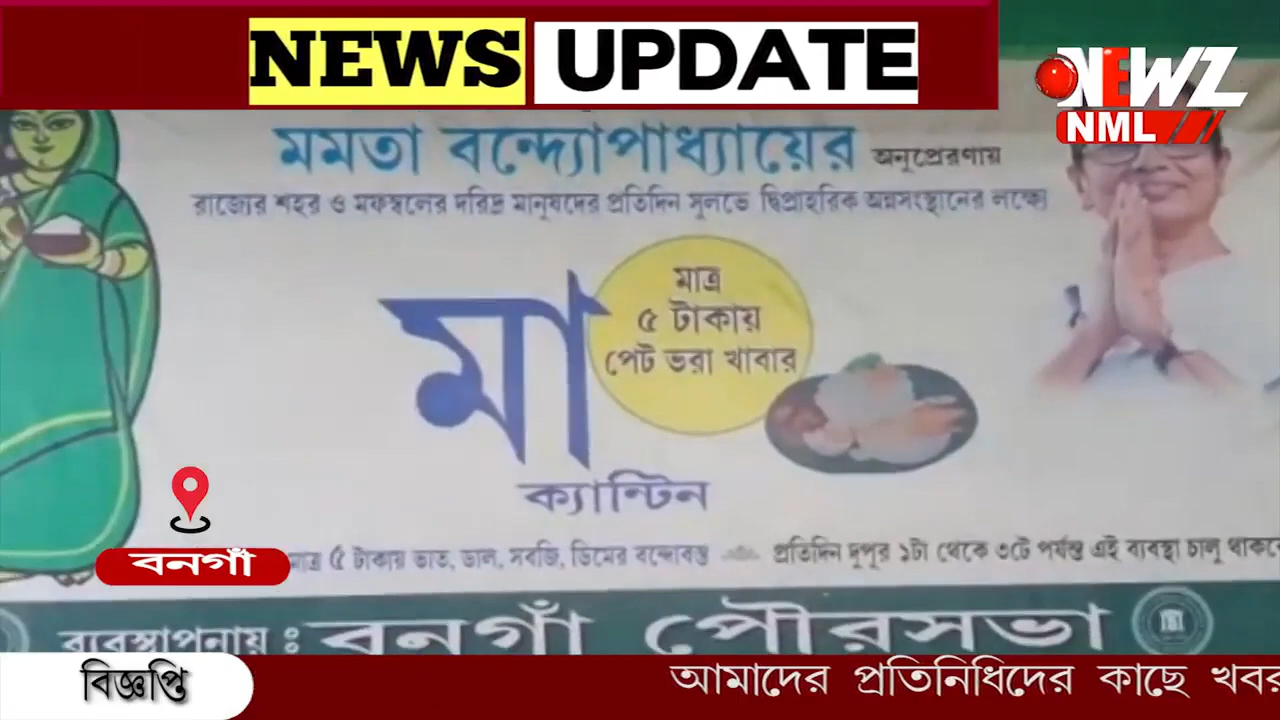 NEWS UPDATE
NEWZ
NML
মমতা বন্দ্যোপাধ্যায়ের অনুপ্রেরণায়
রাজ্যের শহর ও মফস্বলের দরিদ্র মানুষদের প্রতিদিন সুলভে দ্বিপ্রাহরিক অন্নসংস্থানের লক্ষ্যে
মা
মাত্র
৫ টাকায়
পেট ভরা খাবার
ক্যান্টিন
বনগাঁ
মাত্র ৫ টাকায় ভাত, ডাল, সবজি, ডিমের বন্দোবস্ত প্রতিদিন দুপুর ১টা থেকে ৩টে পর্যন্ত এই ব্যবস্থা চালু থাকবে
ব্যবস্থাপনায় : বনগাঁ পৌরসভা
বিজ্ঞপ্তি
আমাদের প্রতিনিধিদের কাছে খবর